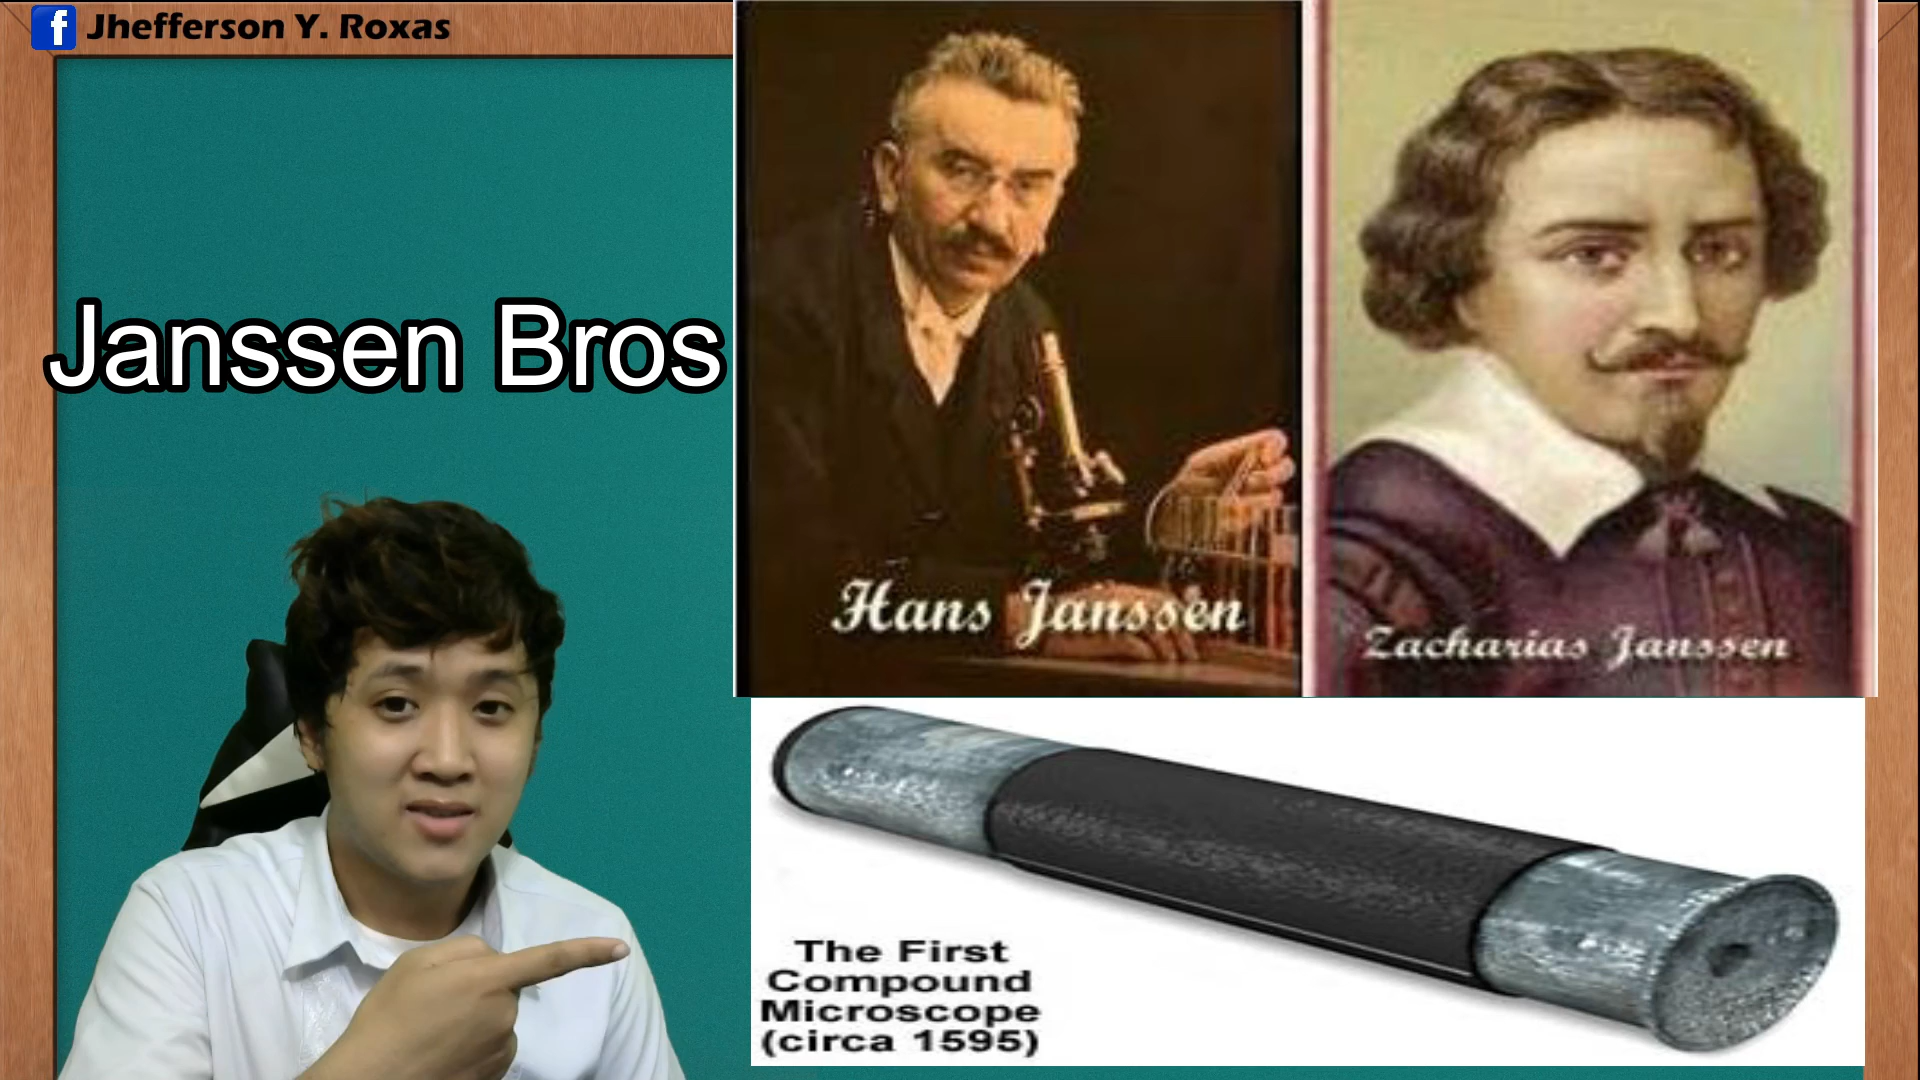 Jhefferson Y. Roxas
Janssen Bros
Hans Janssen
Zacharias Janssen
The First
Compound
Microscope
(circa 1595)